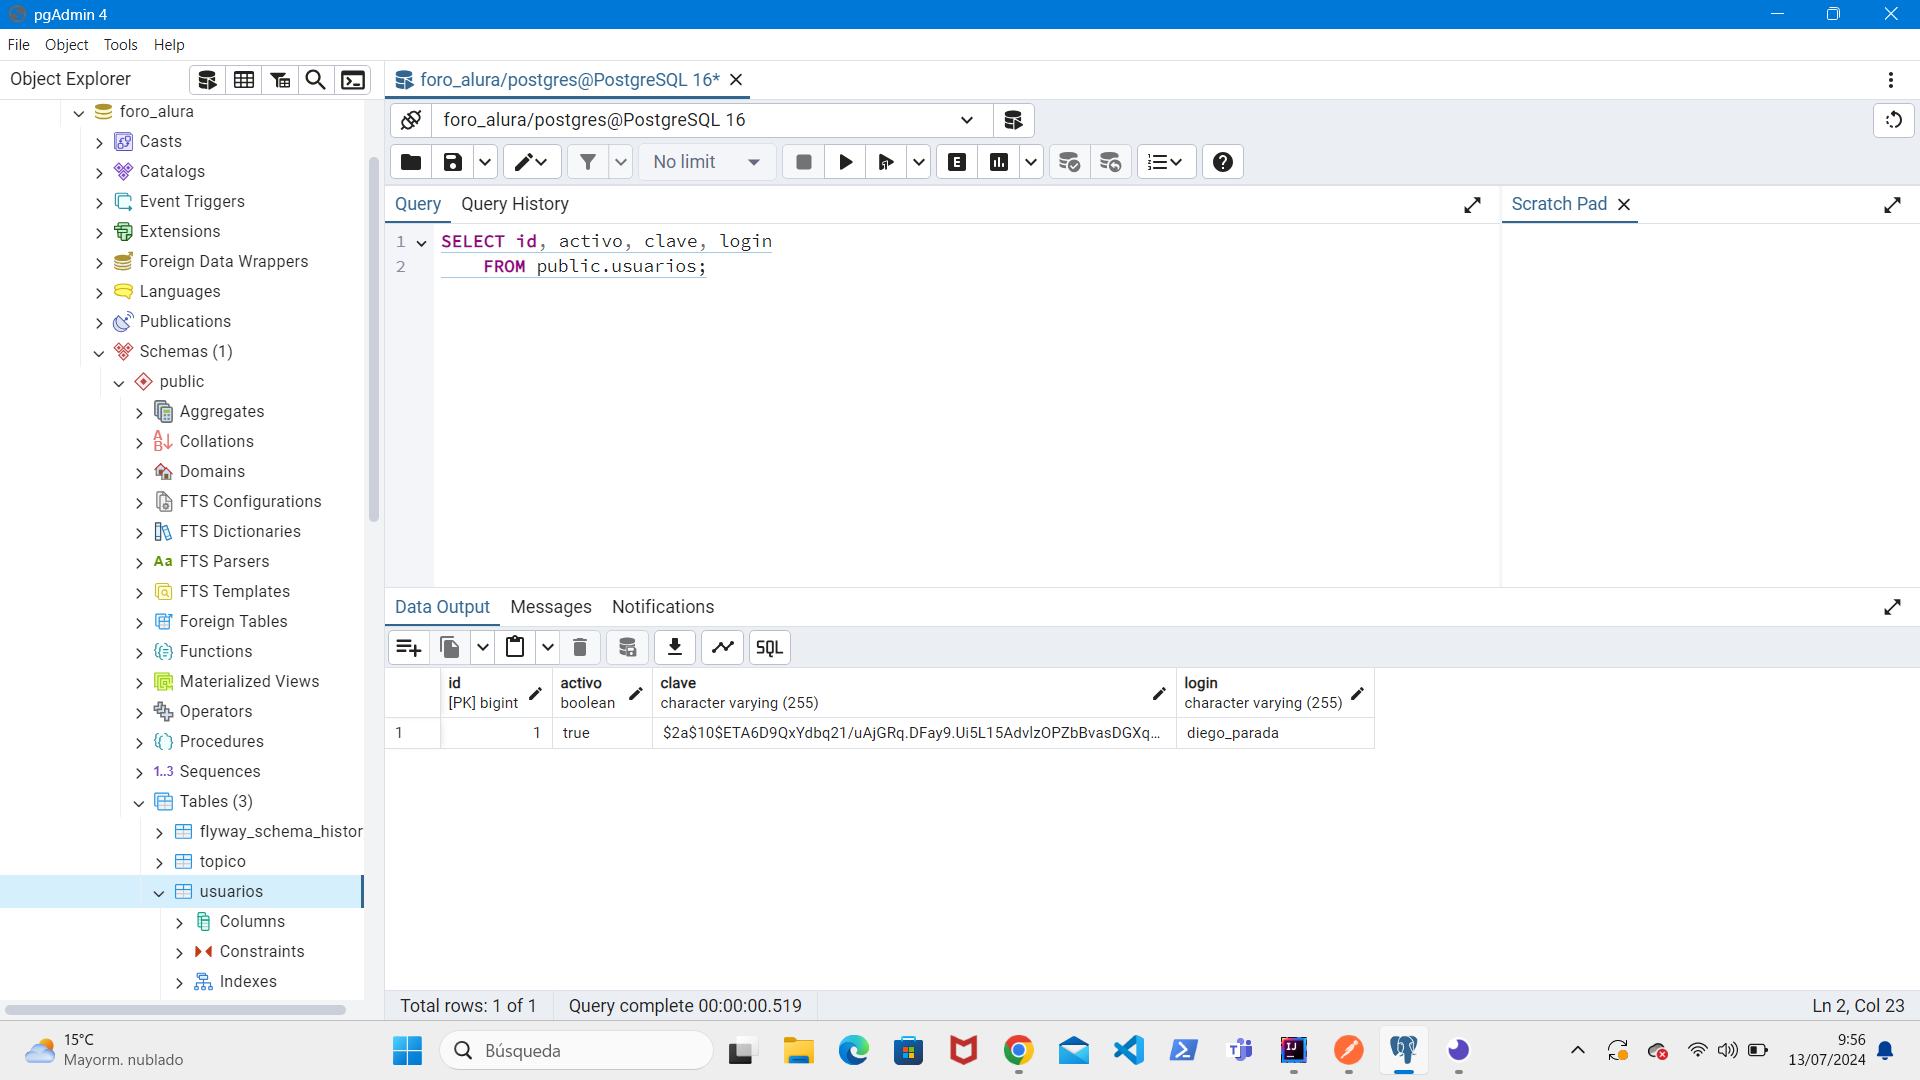 pgAdmin 4
File Object Tools Help
Object Explorer
foro_alura/postgres@PostgreSQL 16*
foro_alura
Casts
Catalogs
Event Triggers
Extensions
Foreign Data Wrappers
Languages
Publications
Schemas (1)
public
Aggregates
Collations
Domains
FTS Configurations
FTS Dictionaries
Aa FTS Parsers
FTS Templates
Foreign Tables
Functions
Materialized Views
Operators
Procedures
1..3 Sequences
Tables (3)
flyway_schema_histor
topico
usuarios
Columns
Constraints
Indexes
foro_alura/postgres@PostgreSQL 16
No limit
E
Query Query History
Scratch Pad
1 SELECT id, activo, clave, login
2 FROM public.usuarios;
Data Output Messages Notifications
SQL
id activo clave login
[PK] bigint boolean character varying (255) character varying (255)
1 1 true $2a$10$ETA6D9QxYdbq21/uAjGRq.DFay9.Ui5L15AdvlzOPZbBvasDGXq... diego_parada
Total rows: 1 of 1 Query complete 00:00:00.519 Ln 2, Col 23
15°C
Mayorm. nublado
Búsqueda
9:56
13/07/2024